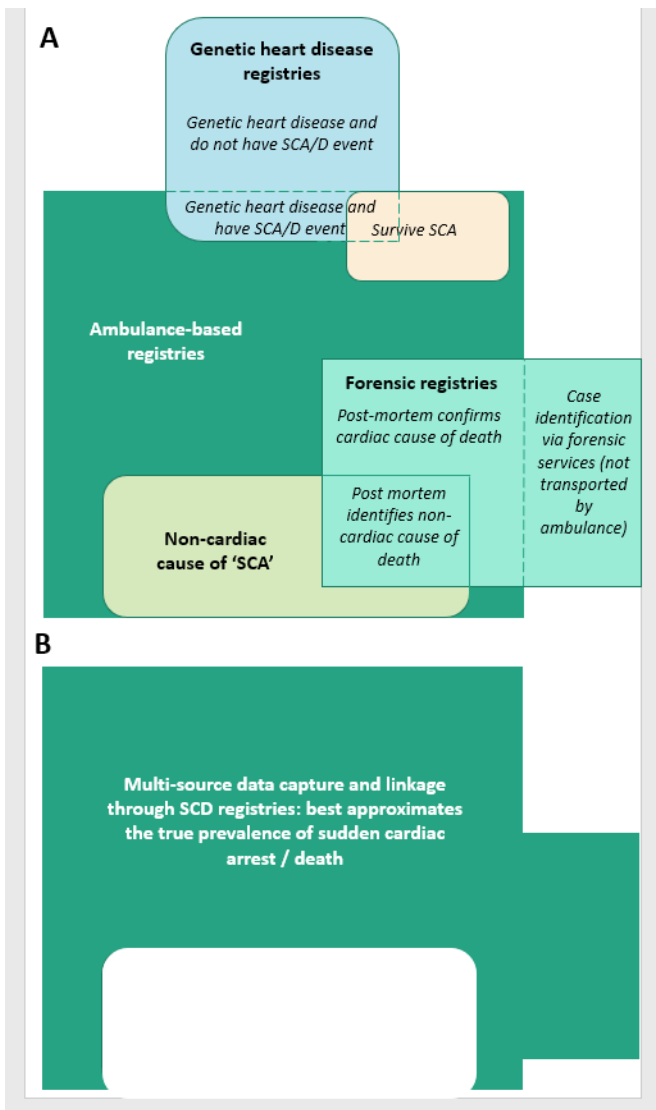 A
Genetic heart disease
registries
Genetic heart disease and
do not have SCA/D event
Genetic heart disease and
have SCA/D event
Survive SCA
Ambulance-based
registries
Forensic registries
Post-mortem confirms
cardiac cause of death
Case
identification
via forensic
services (not
transported
by
ambulance)
Post mortem
identifies non-
cardiac cause of
death
Non-cardiac
cause of ‘SCA’
B
Multi-source data capture and linkage
through SCD registries: best approximates
the true prevalence of sudden cardiac
arrest / death